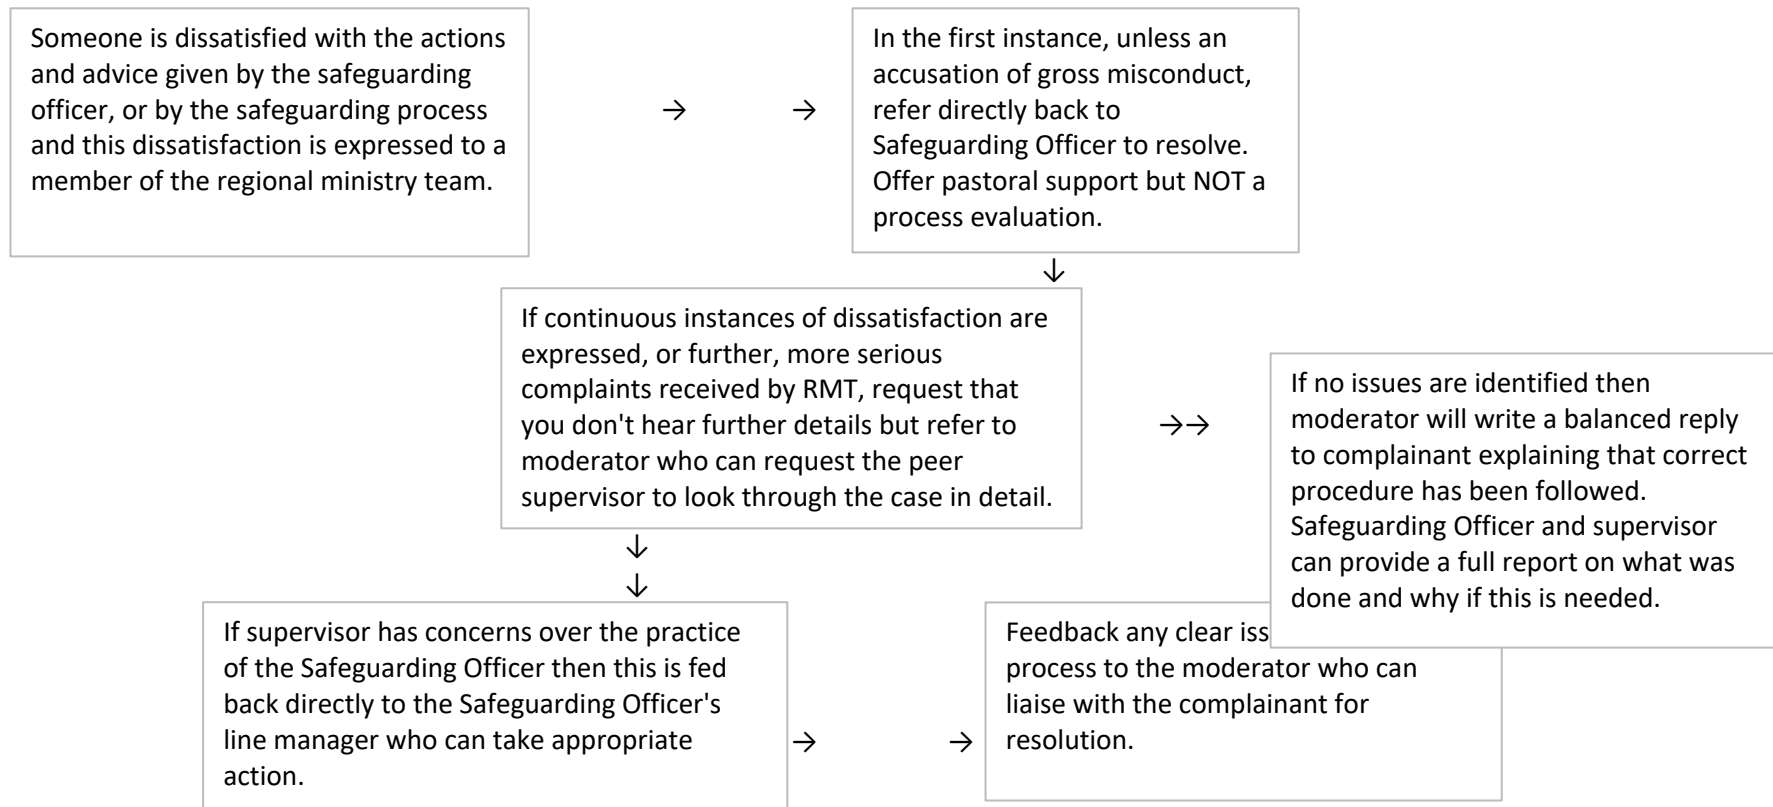 Someone is dissatisfied with the actions
and advice given by the safeguarding
officer, or by the safeguarding process
and this dissatisfaction is expressed to a
member of the regional ministry team.
→ →
In the first instance, unless an
accusation of gross misconduct,
refer directly back to
Safeguarding Officer to resolve.
Offer pastoral support but NOT a
process evaluation.
↓
If continuous instances of dissatisfaction are
expressed, or further, more serious
complaints received by RMT, request that
you don't hear further details but refer to
moderator who can request the peer
supervisor to look through the case in detail.
→→
If no issues are identified then
moderator will write a balanced reply
to complainant explaining that correct
procedure has been followed.
Safeguarding Officer and supervisor
can provide a full report on what was
done and why if this is needed.
↓
↓
If supervisor has concerns over the practice
of the Safeguarding Officer then this is fed
back directly to the Safeguarding Officer's
line manager who can take appropriate
action.
→ →
Feedback any clear
process to the moderator who can
liaise with the complainant for
resolution.